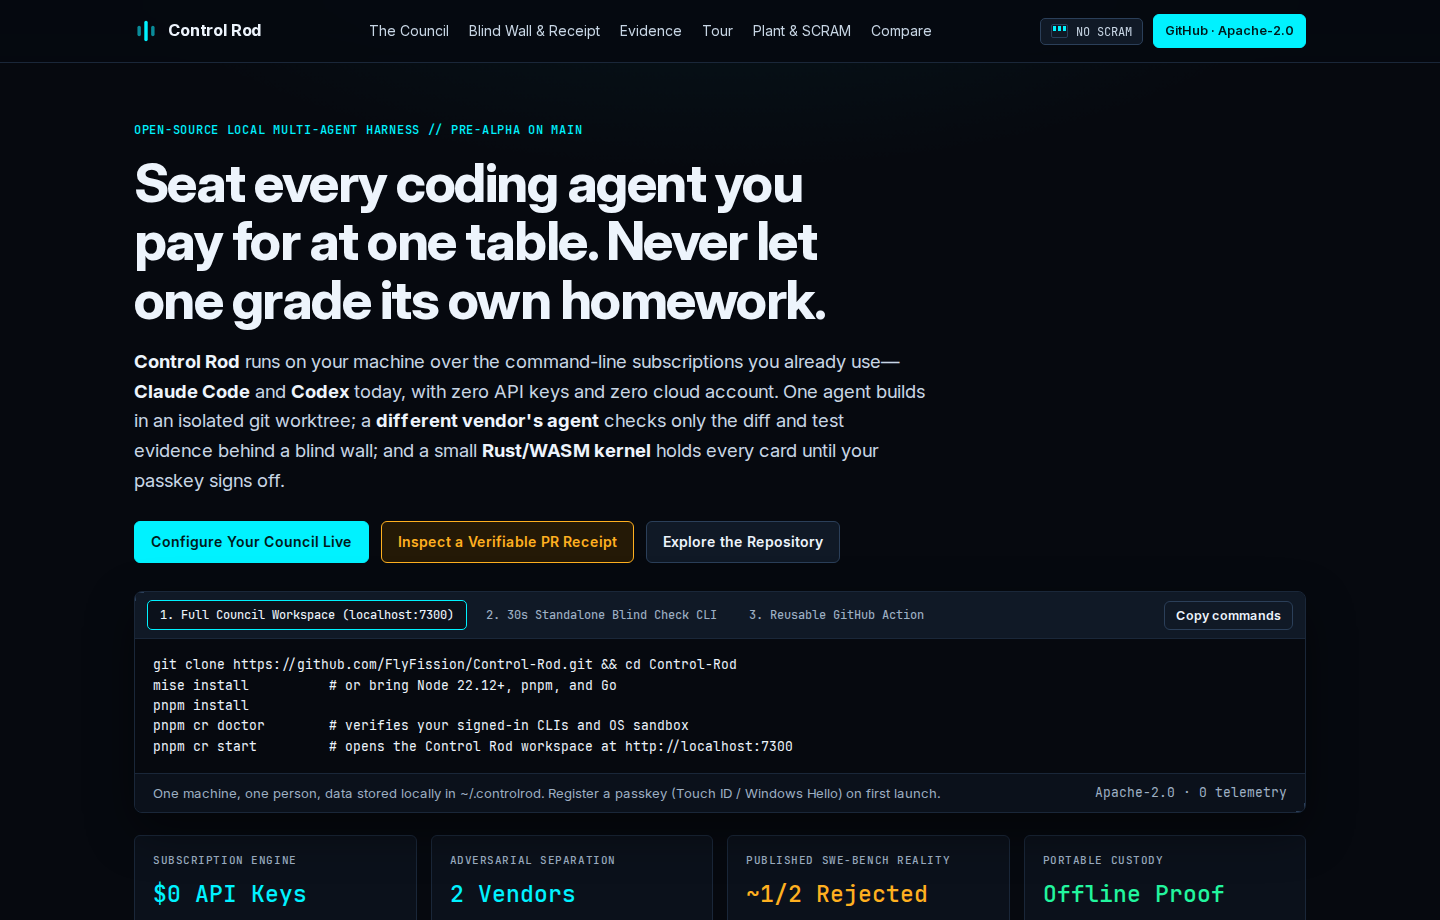 Control Rod
The Council
Blind Wall & Receipt
Evidence
Tour
Plant & SCRAM
Compare
NO SCRAM
GitHub · Apache-2.0
OPEN-SOURCE LOCAL MULTI-AGENT HARNESS // PRE-ALPHA ON MAIN
Seat every coding agent you
pay for at one table. Never let
one grade its own homework.
Control Rod runs on your machine over the command-line subscriptions you already use—
Claude Code and Codex today, with zero API keys and zero cloud account. One agent builds
in an isolated git worktree; a different vendor's agent checks only the diff and test
evidence behind a blind wall; and a small Rust/WASM kernel holds every card until your
passkey signs off.
Configure Your Council Live
Inspect a Verifiable PR Receipt
Explore the Repository
1. Full Council Workspace (localhost:7300)
2. 30s Standalone Blind Check CLI
3. Reusable GitHub Action
Copy commands
git clone https://github.com/FlyFission/Control-Rod.git && cd Control-Rod
mise install          # or bring Node 22.12+, pnpm, and Go
pnpm install
pnpm cr doctor        # verifies your signed-in CLIs and OS sandbox
pnpm cr start         # opens the Control Rod workspace at http://localhost:7300
One machine, one person, data stored locally in ~/.controlrod. Register a passkey (Touch ID / Windows Hello) on first launch.
Apache-2.0 · 0 telemetry
SUBSCRIPTION ENGINE
$0 API Keys
ADVERSARIAL SEPARATION
2 Vendors
PUBLISHED SWE-BENCH REALITY
~1/2 Rejected
PORTABLE CUSTODY
Offline Proof